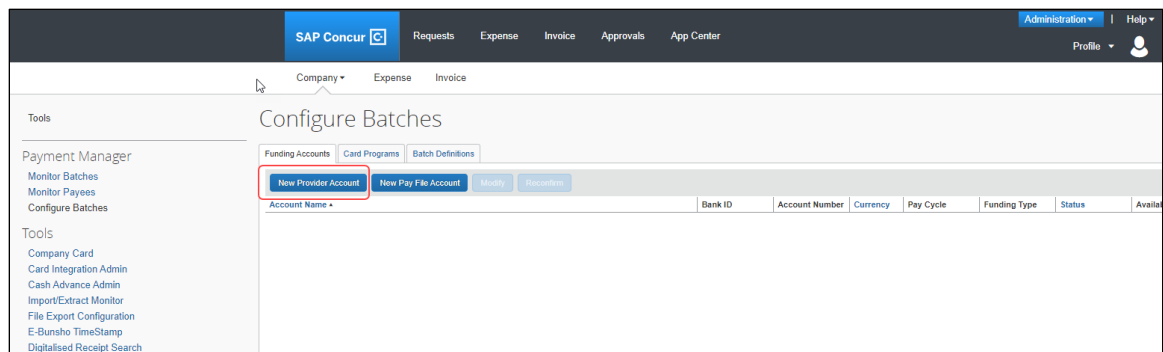 Administration | Help
SAP Concur C Requests Expense Invoice Approvals App Center
Profile
Company Expense Invoice
Tools
Configure Batches
Payment Manager
Funding Accounts Card Programs Batch Definitions
Monitor Batches
Monitor Payees
Configure Batches
New Provider Account New Pay File Account Modify Reconfirm
Account Name Bank ID Account Number Currency Pay Cycle Funding Type Status Availab
Tools
Company Card
Card Integration Admin
Cash Advance Admin
Import/Extract Monitor
File Export Configuration
E-Bunsho TimeStamp
Digitalised Receipt Search